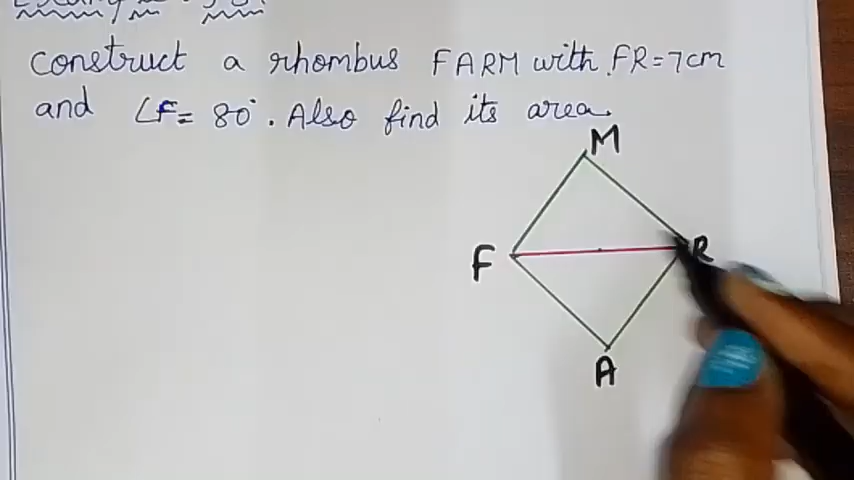 construct a rhombus FARM with FR = 7cm
and ∠F = 80°. Also find its area.
M
F
R
A